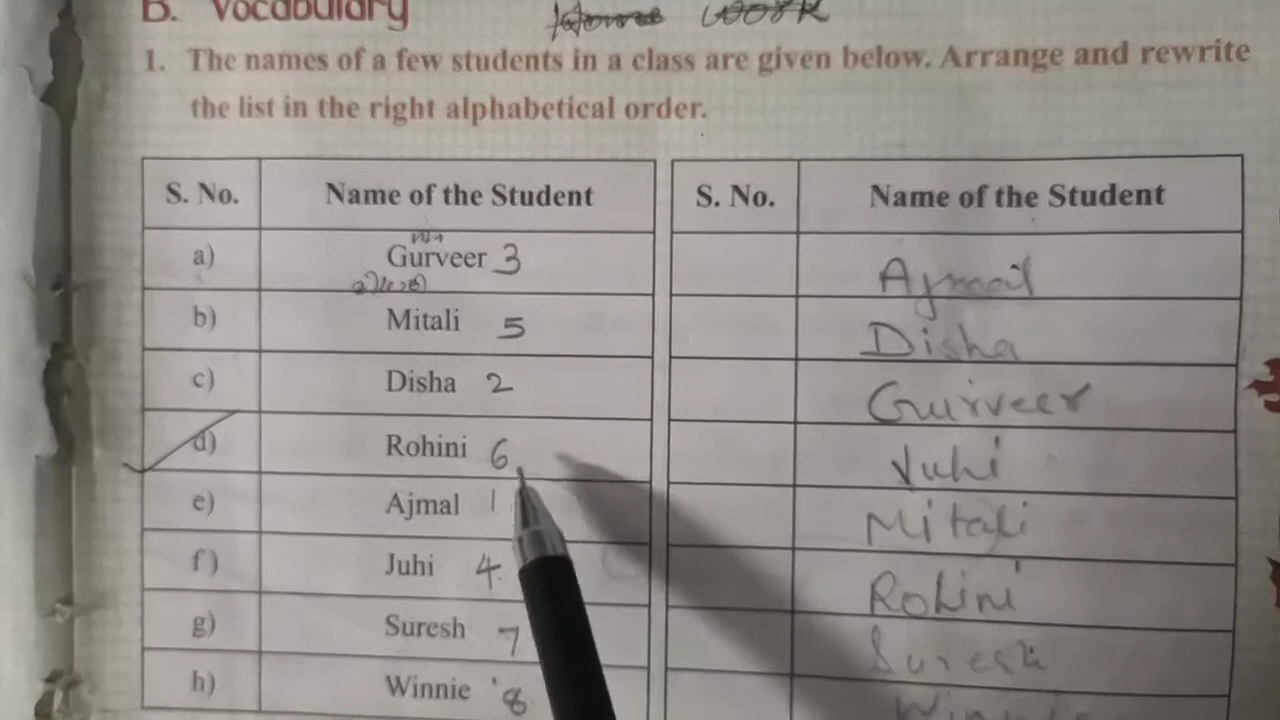 B. Vocabulary Home Work
1. The names of a few students in a class are given below. Arrange and rewrite
the list in the right alphabetical order.
S. No. Name of the Student S. No. Name of the Student
a) Gurveer 3 Ajmal
b) Mitali 5 Disha
c) Disha 2 Gurveer
d) Rohini 6 Juhi
e) Ajmal 1 Mitali
f) Juhi 4 Rohini
g) Suresh 7 Suresh
h) Winnie 8